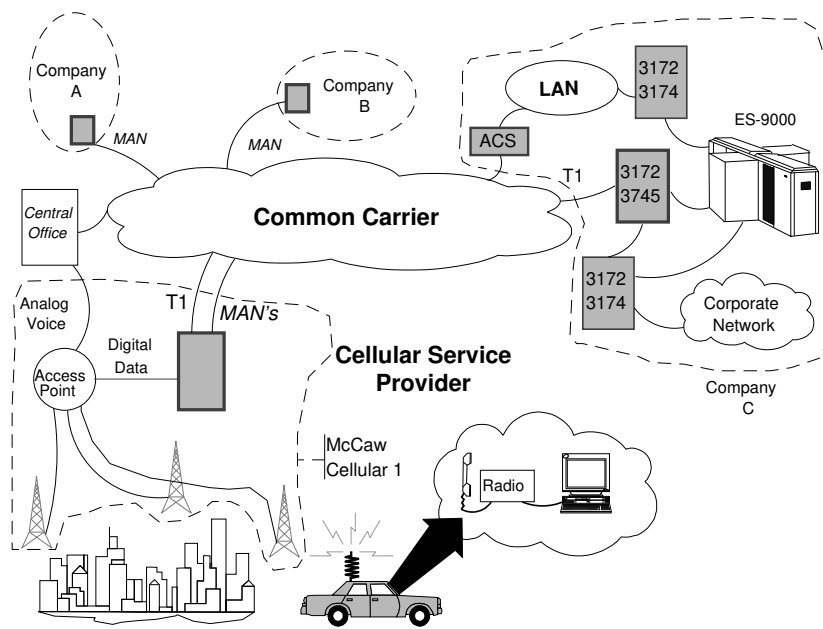 Company
A
MAN
Company
B
MAN
LAN
3172
3174
ES-9000
ACS
T1
3172
3745
Central
Office
Common Carrier
3172
3174
Corporate
Network
Analog
Voice
T1
MAN's
Digital
Data
Access
Point
Cellular Service
Provider
Company
C
McCaw
Cellular 1
Radio